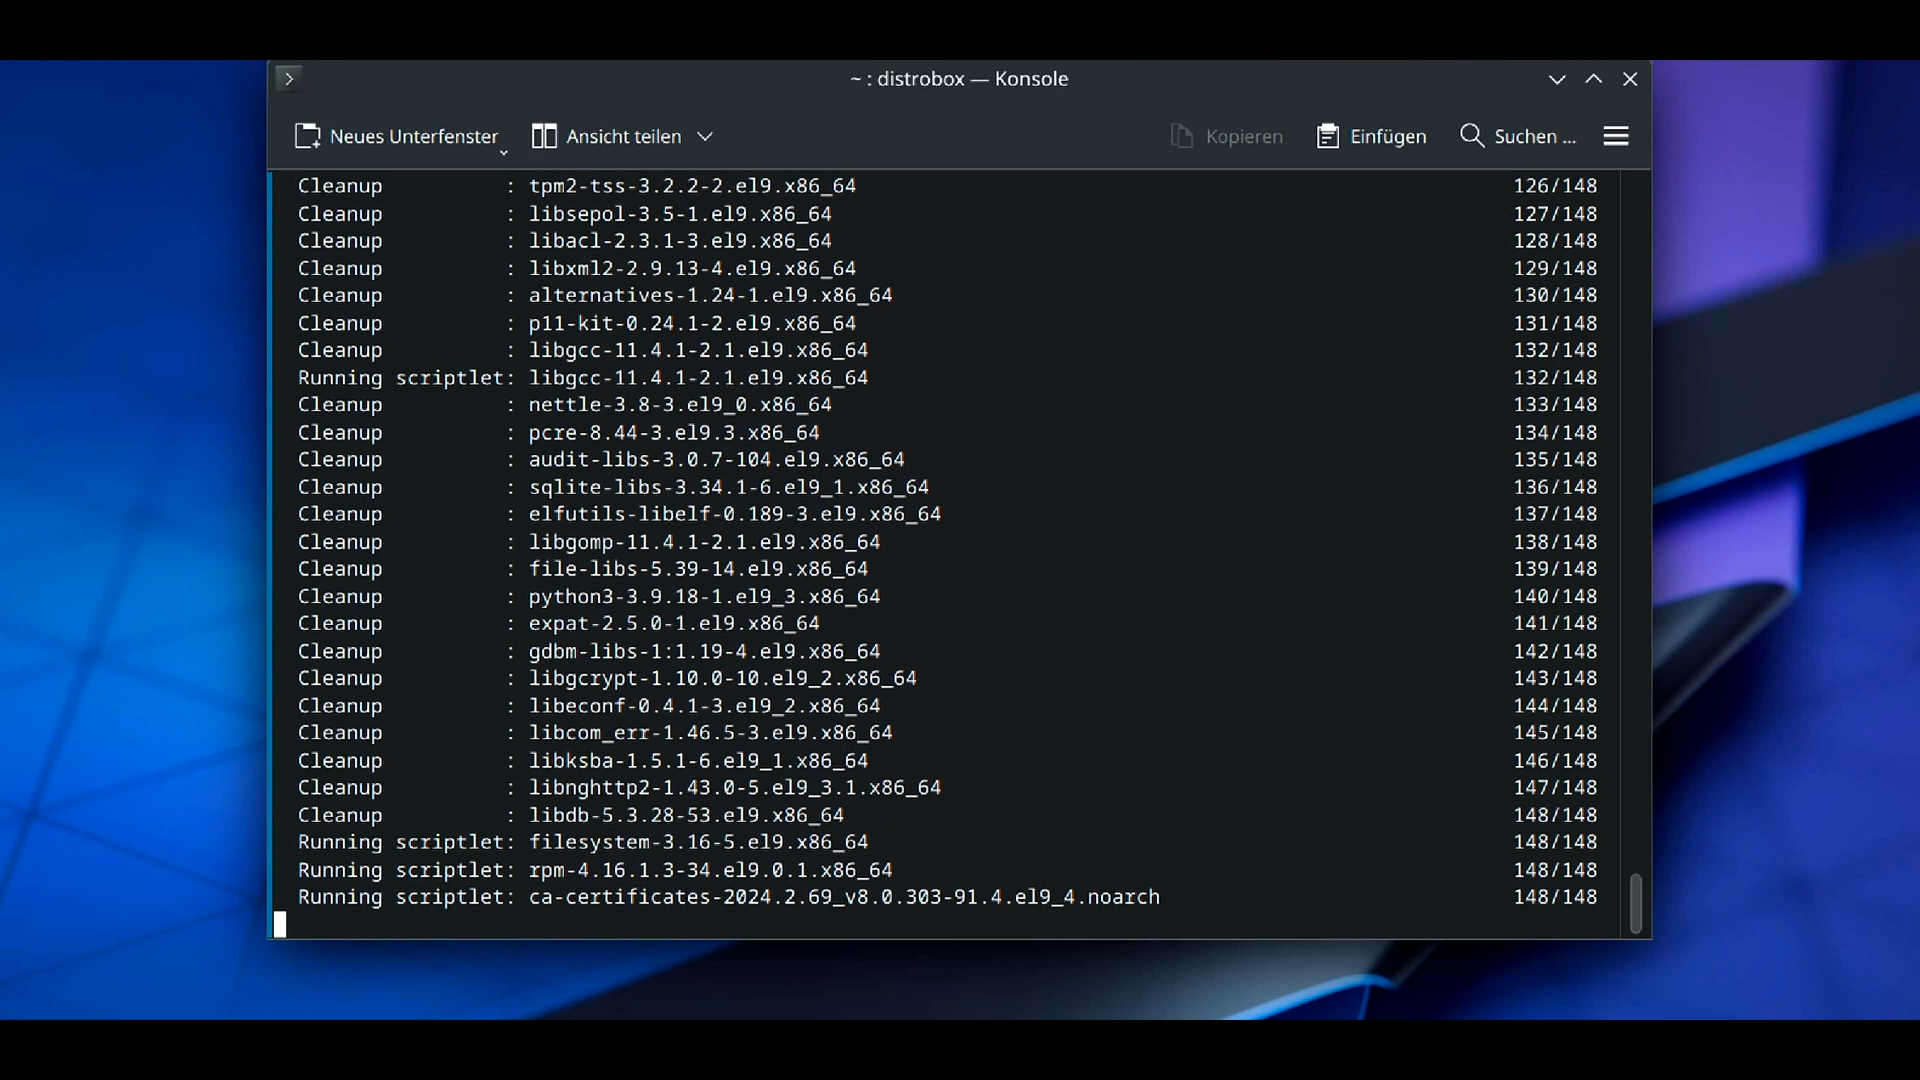 ~ : distrobox — Konsole
Neues Unterfenster Ansicht teilen Kopieren Einfügen Suchen ...
Cleanup : tpm2-tss-3.2.2-2.el9.x86_64 126/148
Cleanup : libsepol-3.5-1.el9.x86_64 127/148
Cleanup : libacl-2.3.1-3.el9.x86_64 128/148
Cleanup : libxml2-2.9.13-4.el9.x86_64 129/148
Cleanup : alternatives-1.24-1.el9.x86_64 130/148
Cleanup : p11-kit-0.24.1-2.el9.x86_64 131/148
Cleanup : libgcc-11.4.1-2.1.el9.x86_64 132/148
Running scriptlet: libgcc-11.4.1-2.1.el9.x86_64 132/148
Cleanup : nettle-3.8-3.el9_0.x86_64 133/148
Cleanup : pcre-8.44-3.el9.3.x86_64 134/148
Cleanup : audit-libs-3.0.7-104.el9.x86_64 135/148
Cleanup : sqlite-libs-3.34.1-6.el9_1.x86_64 136/148
Cleanup : elfutils-libelf-0.189-3.el9.x86_64 137/148
Cleanup : libgomp-11.4.1-2.1.el9.x86_64 138/148
Cleanup : file-libs-5.39-14.el9.x86_64 139/148
Cleanup : python3-3.9.18-1.el9_3.x86_64 140/148
Cleanup : expat-2.5.0-1.el9.x86_64 141/148
Cleanup : gdbm-libs-1:1.19-4.el9.x86_64 142/148
Cleanup : libgcrypt-1.10.0-10.el9_2.x86_64 143/148
Cleanup : libeconf-0.4.1-3.el9_2.x86_64 144/148
Cleanup : libcom_err-1.46.5-3.el9.x86_64 145/148
Cleanup : libksba-1.5.1-6.el9_1.x86_64 146/148
Cleanup : libnghttp2-1.43.0-5.el9_3.1.x86_64 147/148
Cleanup : libdb-5.3.28-53.el9.x86_64 148/148
Running scriptlet: filesystem-3.16-5.el9.x86_64 148/148
Running scriptlet: rpm-4.16.1.3-34.el9.0.1.x86_64 148/148
Running scriptlet: ca-certificates-2024.2.69_v8.0.303-91.4.el9_4.noarch 148/148